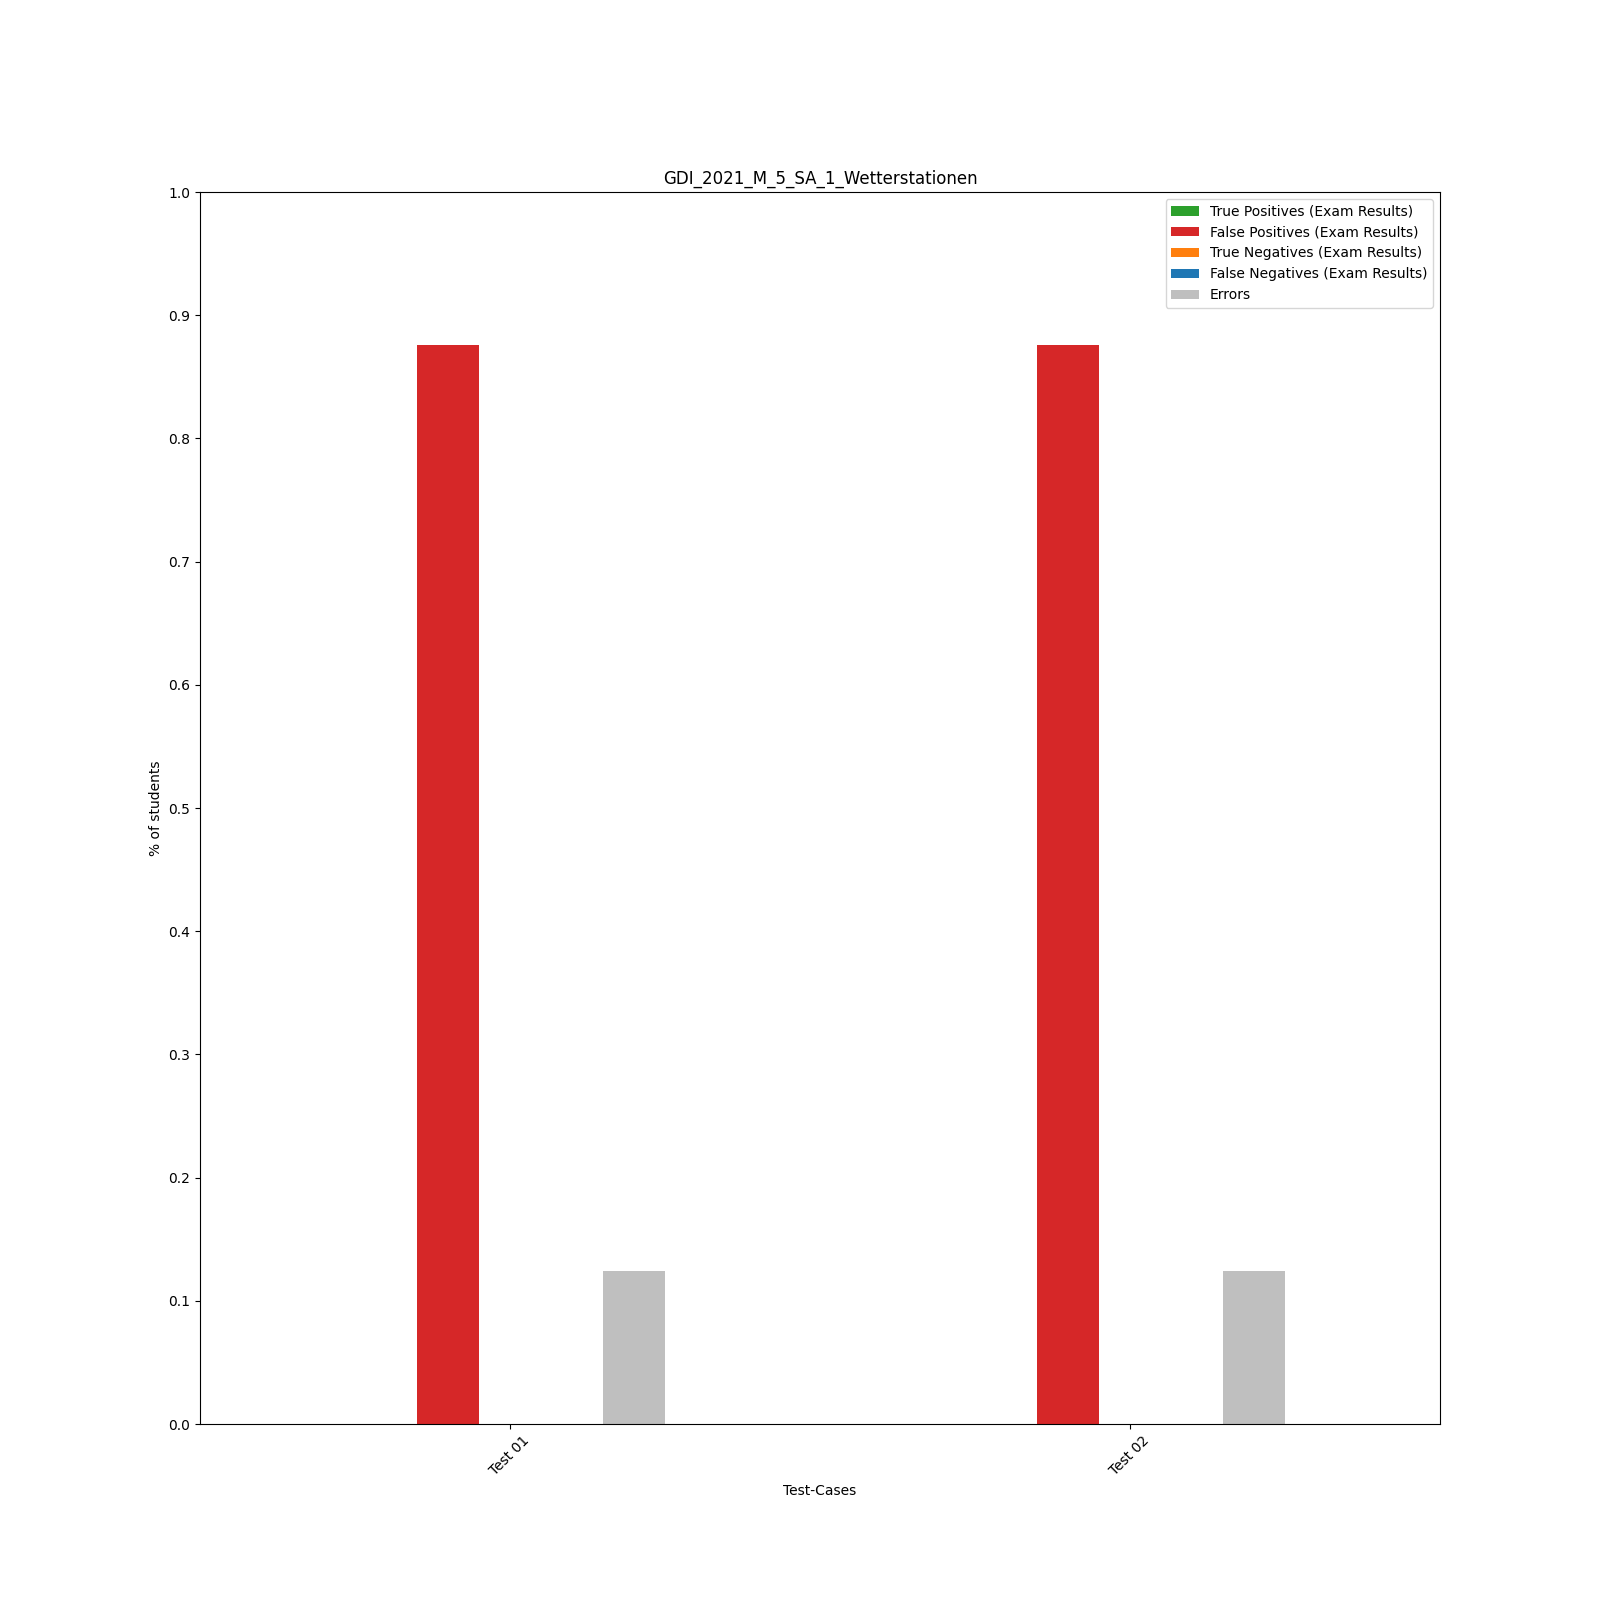 GDI_2021_M_5_SA_1_Wetterstationen
1.0
0.9
0.8
0.7
0.6
0.5
0.4
0.3
0.2
0.1
0.0
% of students
True Positives (Exam Results)
False Positives (Exam Results)
True Negatives (Exam Results)
False Negatives (Exam Results)
Errors
Test 01
Test 02
Test-Cases